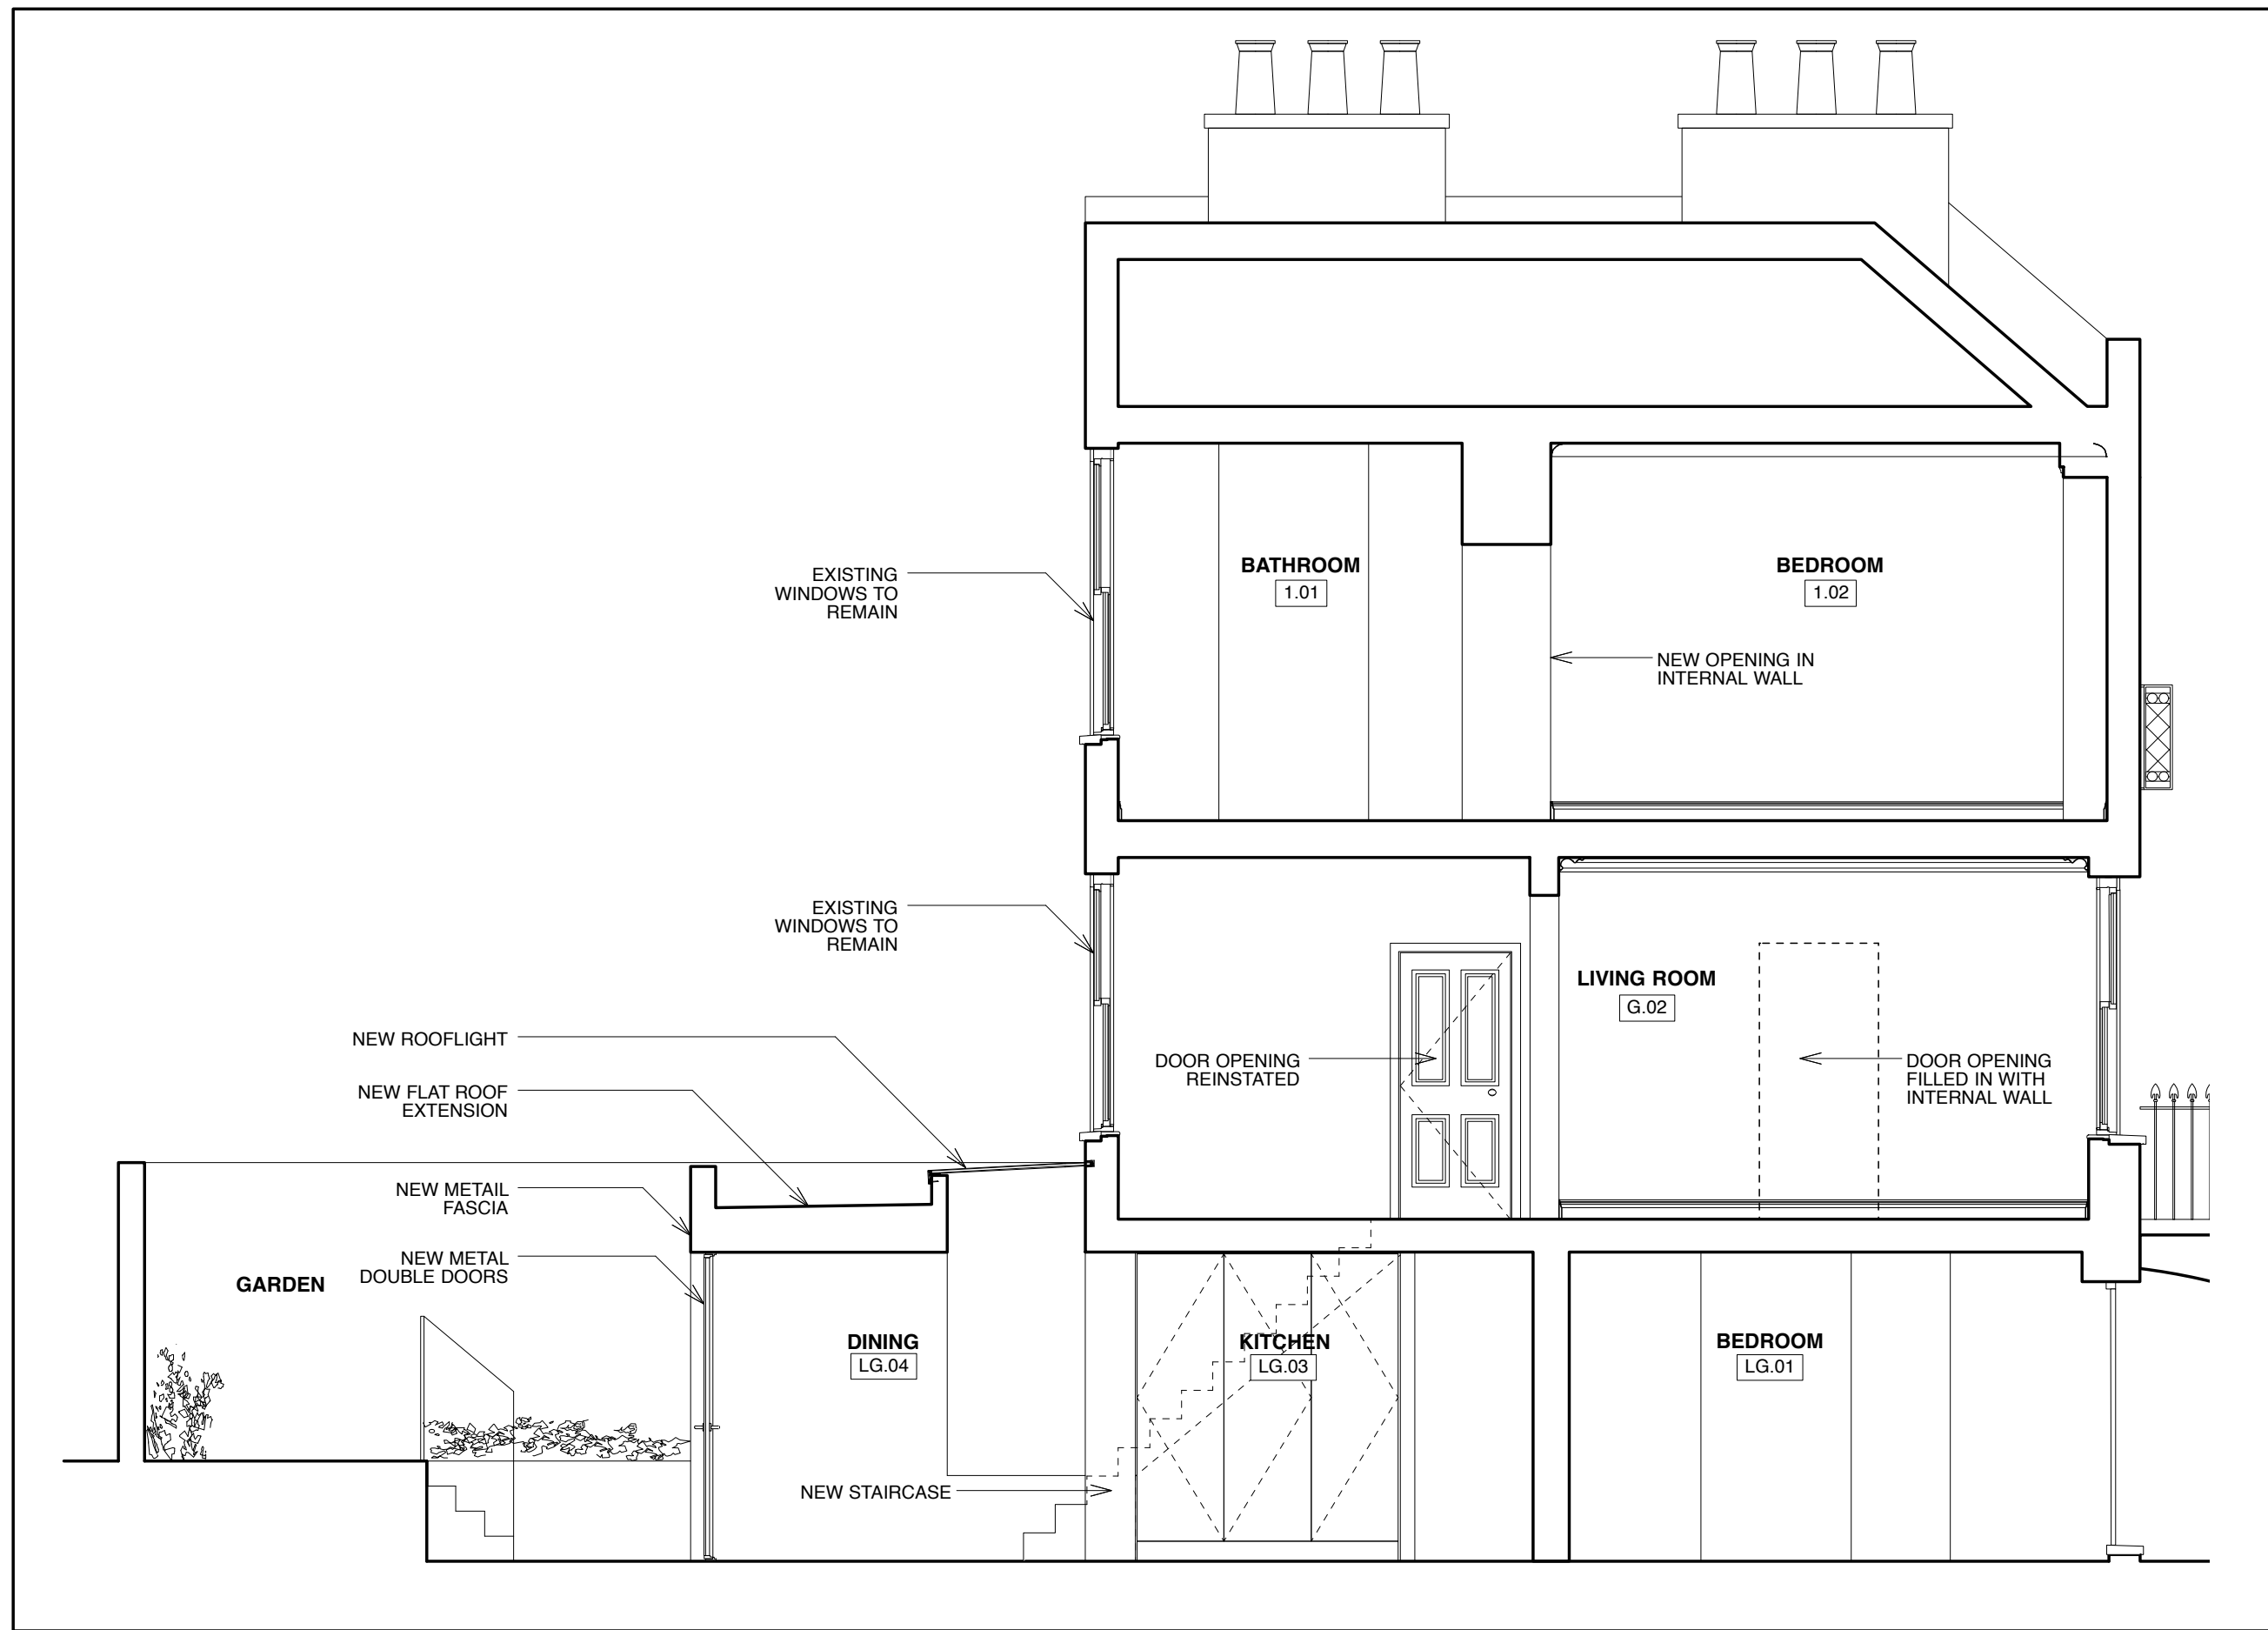 BATHROOM
1.01
BEDROOM
1.02
EXISTING
WINDOWS TO
REMAIN
NEW OPENING IN
INTERNAL WALL
EXISTING
WINDOWS TO
REMAIN
LIVING ROOM
G.02
NEW ROOFLIGHT
DOOR OPENING
REINSTATED
DOOR OPENING
FILLED IN WITH
INTERNAL WALL
NEW FLAT ROOF
EXTENSION
NEW METAIL
FASCIA
NEW METAL
DOUBLE DOORS
GARDEN
DINING
LG.04
KITCHEN
LG.03
BEDROOM
LG.01
NEW STAIRCASE